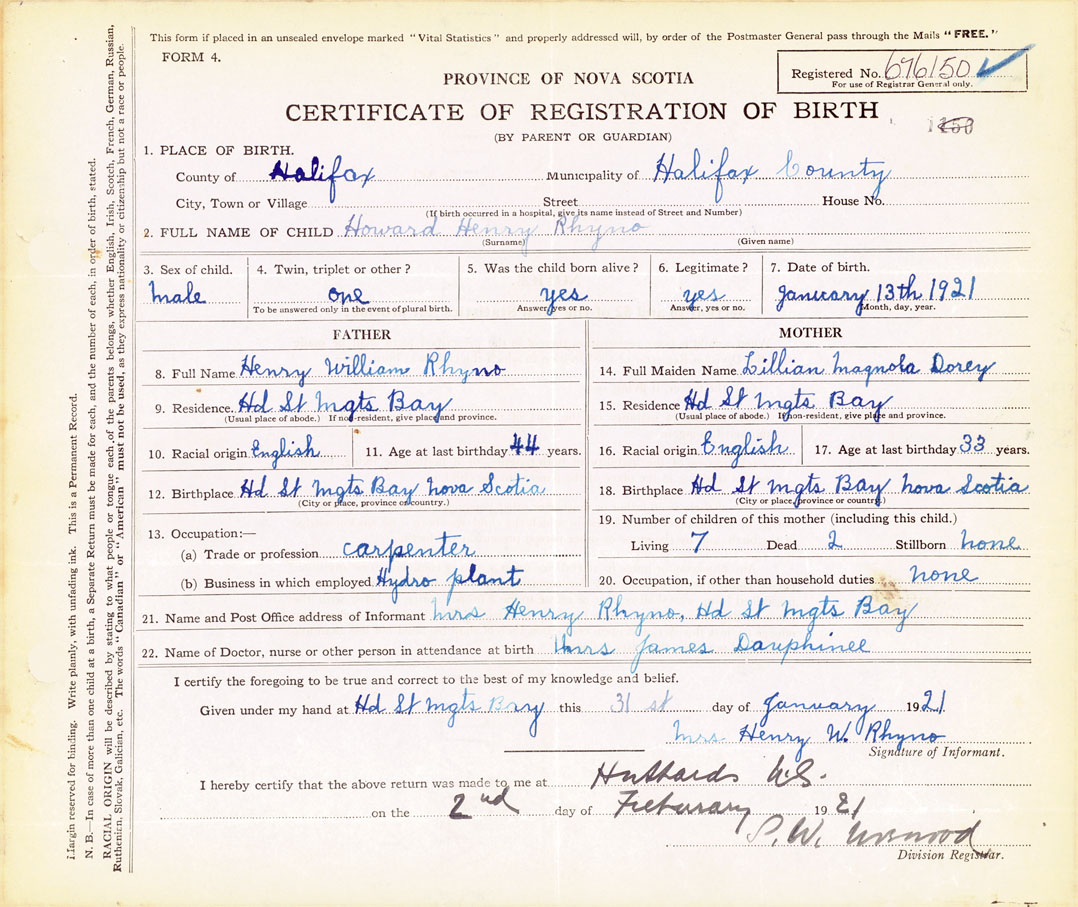 This form if placed in an unsealed envelope marked "Vital Statistics" and properly addressed will, by order of the Postmaster General pass through the Mails "FREE."
FORM 4.
Registered No. 696150
For use of Registrar General only.
PROVINCE OF NOVA SCOTIA
CERTIFICATE OF REGISTRATION OF BIRTH
(BY PARENT OR GUARDIAN)
1. PLACE OF BIRTH.
County of Halifax Municipality of Halifax County
City, Town or Village Street House No.
(If birth occurred in a hospital, give its name instead of Street and Number)
2. FULL NAME OF CHILD Howard Henry Rhyno
(Surname) (Given name)
3. Sex of child. 4. Twin, triplet or other? 5. Was the child born alive? 6. Legitimate? 7. Date of birth.
male one yes yes January 13th 1921
To be answered only in the event of plural birth. Answer, yes or no. Answer, yes or no. Month, day, year.
FATHER
8. Full Name Henry William Rhyno
9. Residence Hd St Mgts Bay
(Usual place of abode.) If non-resident, give place and province.
10. Racial origin English 11. Age at last birthday 44 years.
12. Birthplace Hd St Mgts Bay Nova Scotia
(City or place, province or country.)
13. Occupation:—
(a) Trade or profession carpenter
(b) Business in which employed Hydro plant
MOTHER
14. Full Maiden Name Lillian Magnola Dorey
15. Residence Hd St Mgts Bay
(Usual place of abode.) If non-resident, give place and province.
16. Racial origin English 17. Age at last birthday 33 years.
18. Birthplace Hd St Mgts Bay Nova Scotia
(City or place, province or country.)
19. Number of children of this mother (including this child.)
Living 7 Dead 2 Stillborn none
20. Occupation, if other than household duties none
21. Name and Post Office address of Informant Mrs Henry Rhyno, Hd St Mgts Bay
22. Name of Doctor, nurse or other person in attendance at birth Mrs James Dauphinee
I certify the foregoing to be true and correct to the best of my knowledge and belief.
Given under my hand at Hd St Mgts Bay this 31 st day of January 1921
Mrs Henry W. Rhyno
Signature of Informant.
I hereby certify that the above return was made to me at Hubbards N.S.
on the 2nd day of February 1921
Division Registrar.
Margin reserved for binding. Write plainly, with unfading ink. This is a Permanent Record.
N. B.—In case of more than one child at a birth, a Separate Return must be made for each, and the number of each, in order of birth, stated.
RACIAL ORIGIN will be described by stating to what people or tongue each of the parents belongs, whether English, Irish, Scotch, French, German, Russian,
Ruthenian, Slovak, Galician, etc. The words "Canadian" or "American" must not be used, as they express nationality or citizenship but not a race or people.